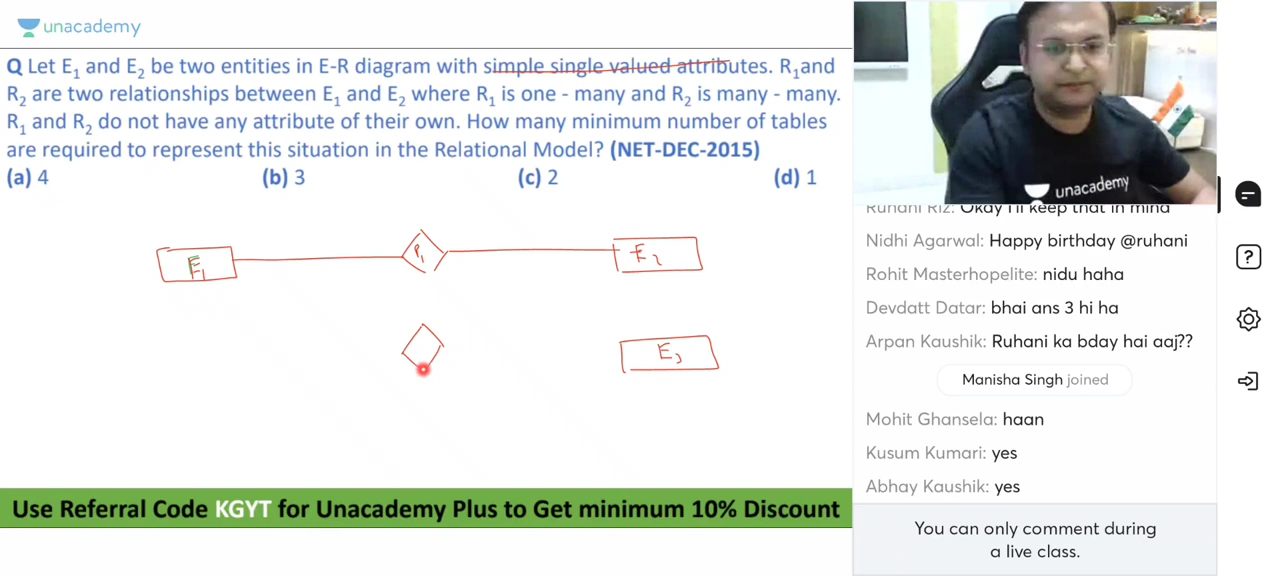 unacademy
Q Let E₁ and E₂ be two entities in E-R diagram with simple single valued attributes. R₁and
R₂ are two relationships between E₁ and E₂ where R₁ is one - many and R₂ is many - many.
R₁ and R₂ do not have any attribute of their own. How many minimum number of tables
are required to represent this situation in the Relational Model? (NET-DEC-2015)
(a) 4 (b) 3 (c) 2 (d) 1
E₁ R₁ E₂
E₃
Use Referral Code KGYT for Unacademy Plus to Get minimum 10% Discount
unacademy
Ruhani Riz: Okay I'll keep that in mind
Nidhi Agarwal: Happy birthday @ruhani
Rohit Masterhopelite: nidu haha
Devdatt Datar: bhai ans 3 hi ha
Arpan Kaushik: Ruhani ka bday hai aaj??
Manisha Singh joined
Mohit Ghansela: haan
Kusum Kumari: yes
Abhay Kaushik: yes
You can only comment during
a live class.
?